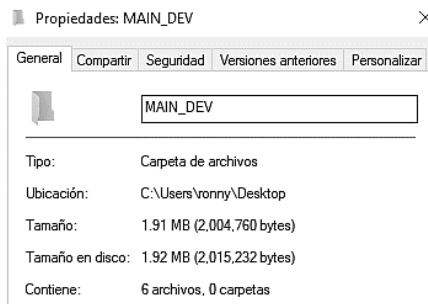 Propiedades: MAIN_DEV
General Compartir Seguridad Versiones anteriores Personalizar
MAIN_DEV
Tipo: Carpeta de archivos
Ubicación: C:\Users\ronny\Desktop
Tamaño: 1.91 MB (2,004,760 bytes)
Tamaño en disco: 1.92 MB (2,015,232 bytes)
Contiene: 6 archivos, 0 carpetas